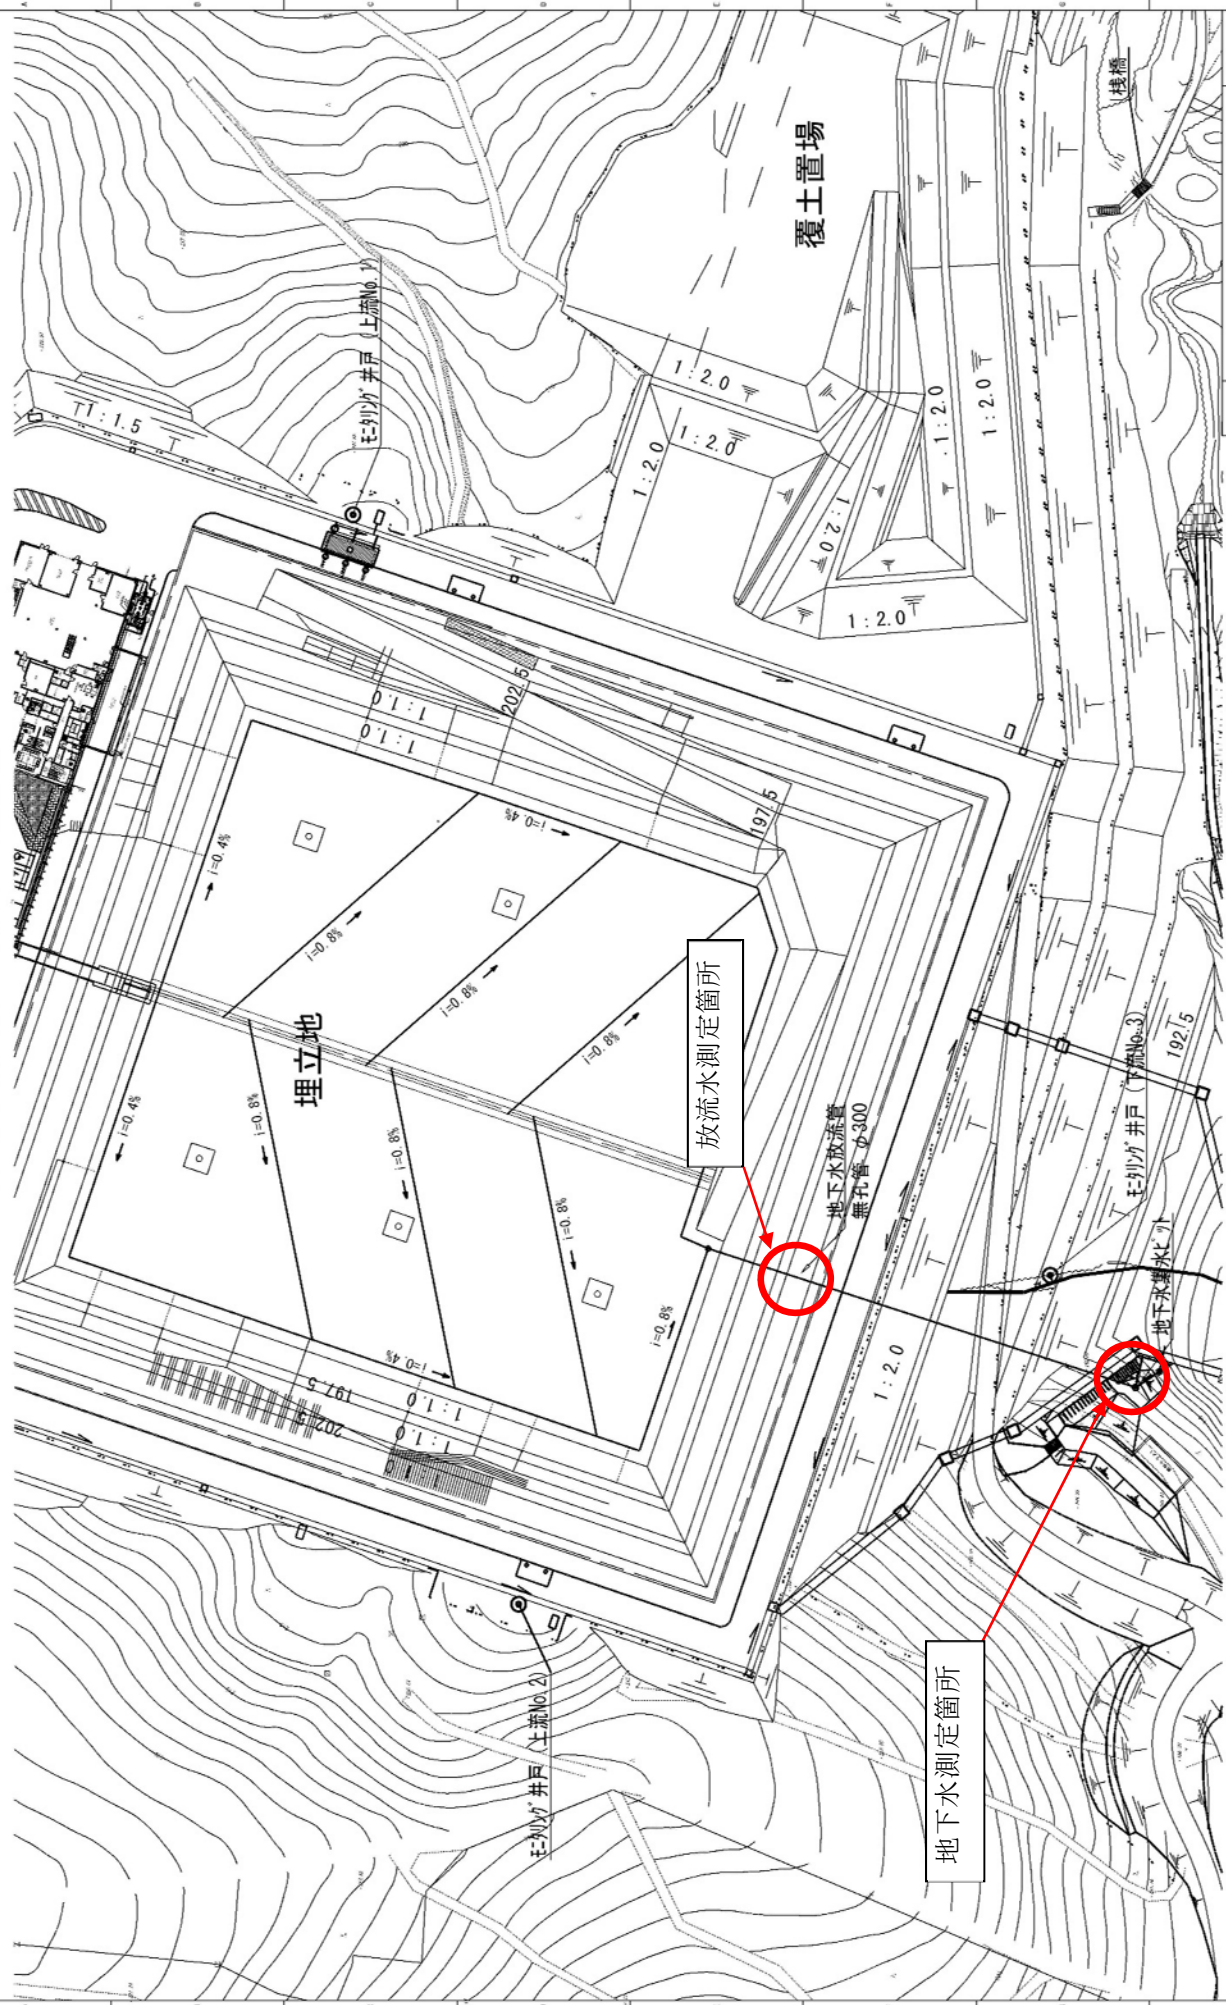 桟橋
覆土置場
モニタリング井戸(上流No.1)
1:1.5
1:2.0
1:2.0
1:2.0
1:2.0
1:2.0
1:2.0
1:2.0
202.5
197.5
1:1.0
1:1.0
i=0.4%
i=0.4%
i=0.8%
i=0.8%
i=0.8%
埋立地
放流水測定箇所
地下水放流管
無孔管 φ300
モニタリング井戸(下流No.3)
192.5
地下水集水ピット
i=0.4%
i=0.8%
i=0.8%
i=0.8%
i=0.8%
i=0.4%
197.5
202.5
1:1.0
1:1.0
1:2.0
モニタリング井戸(上流No.2)
地下水測定箇所